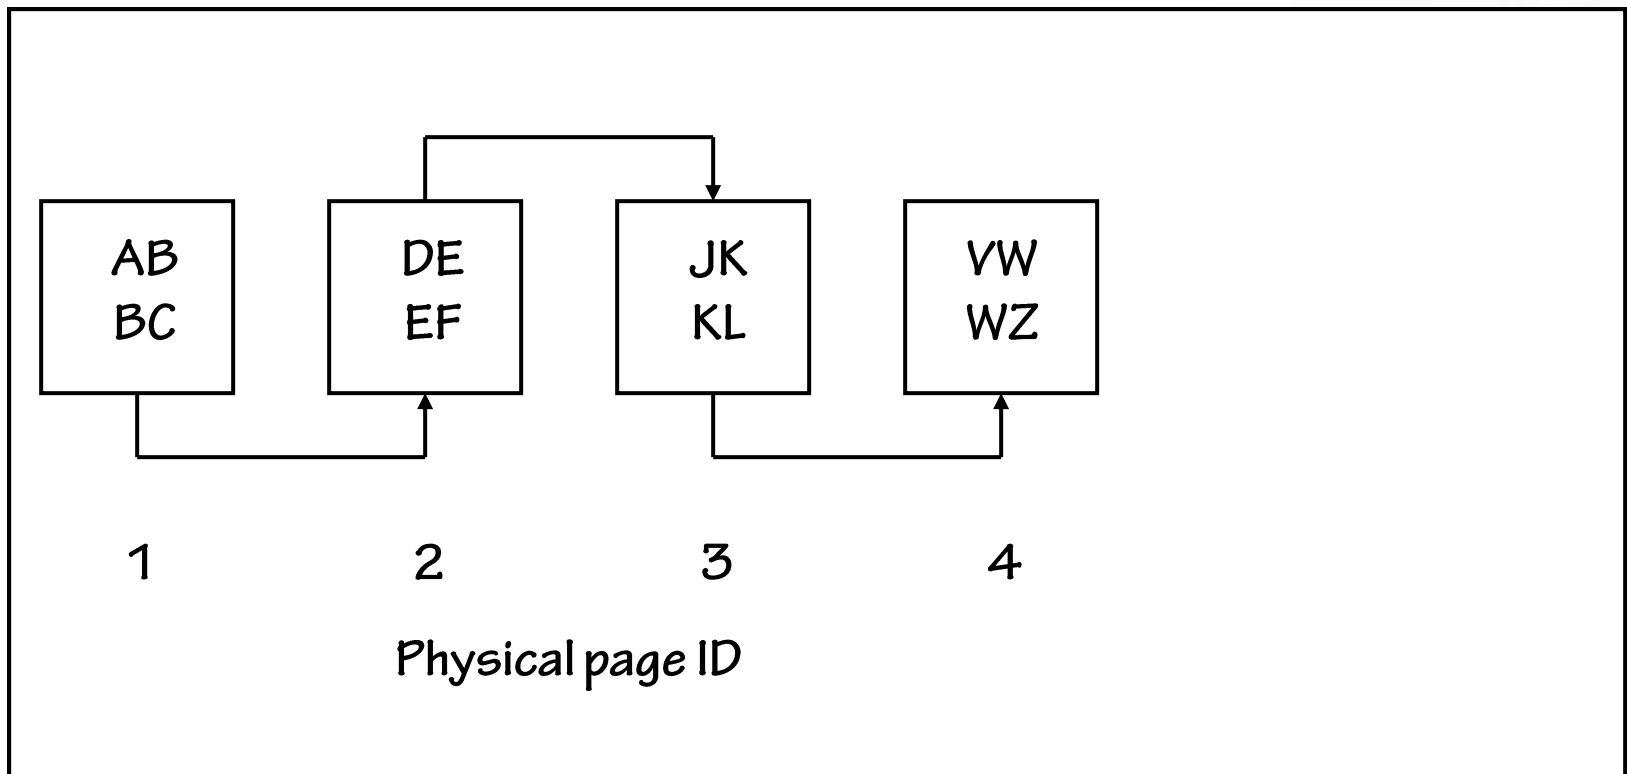 AB
BC
DE
EF
JK
KL
VW
WZ
1 2 3 4
Physical page ID